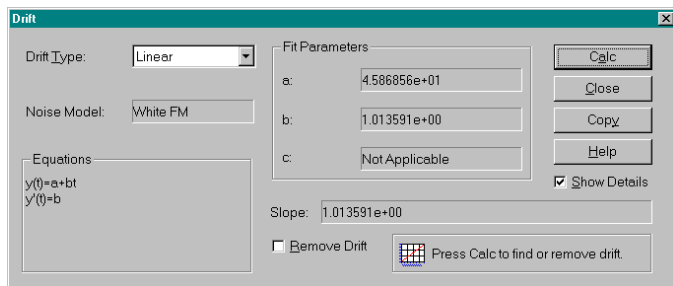 Drift
Drift Type:
Linear
Noise Model:
White FM
Equations
y(t)=a+bt
y'(t)=b
Fit Parameters
a:
4.586856e+01
b:
1.013591e+00
c:
Not Applicable
Calc
Close
Copy
Help
Show Details
Slope:
1.013591e+00
Remove Drift
Press Calc to find or remove drift.